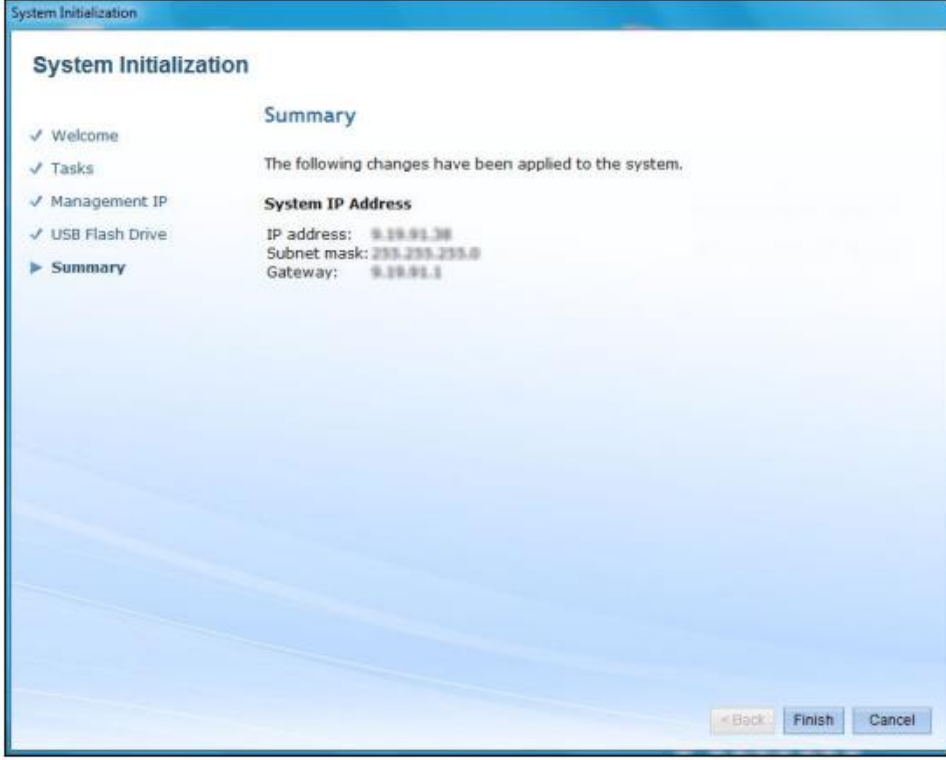 System Initialization
System Initialization
Welcome
Tasks
Management IP
USB Flash Drive
Summary
Summary
The following changes have been applied to the system.
System IP Address
IP address:
Subnet mask:
Gateway:
< Back
Finish
Cancel